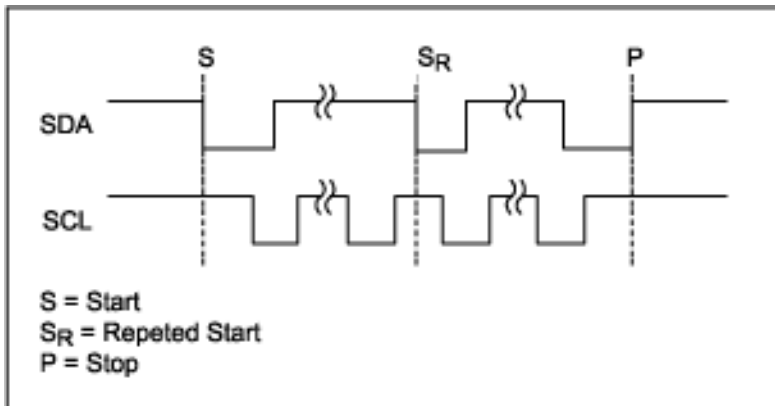 S SR P
SDA
SCL
S = Start
SR = Repeted Start
P = Stop